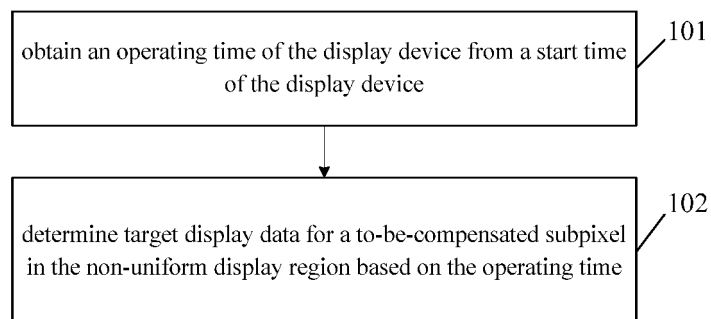 obtain an operating time of the display device from a start time
of the display device
101
determine target display data for a to-be-compensated subpixel
in the non-uniform display region based on the operating time
102